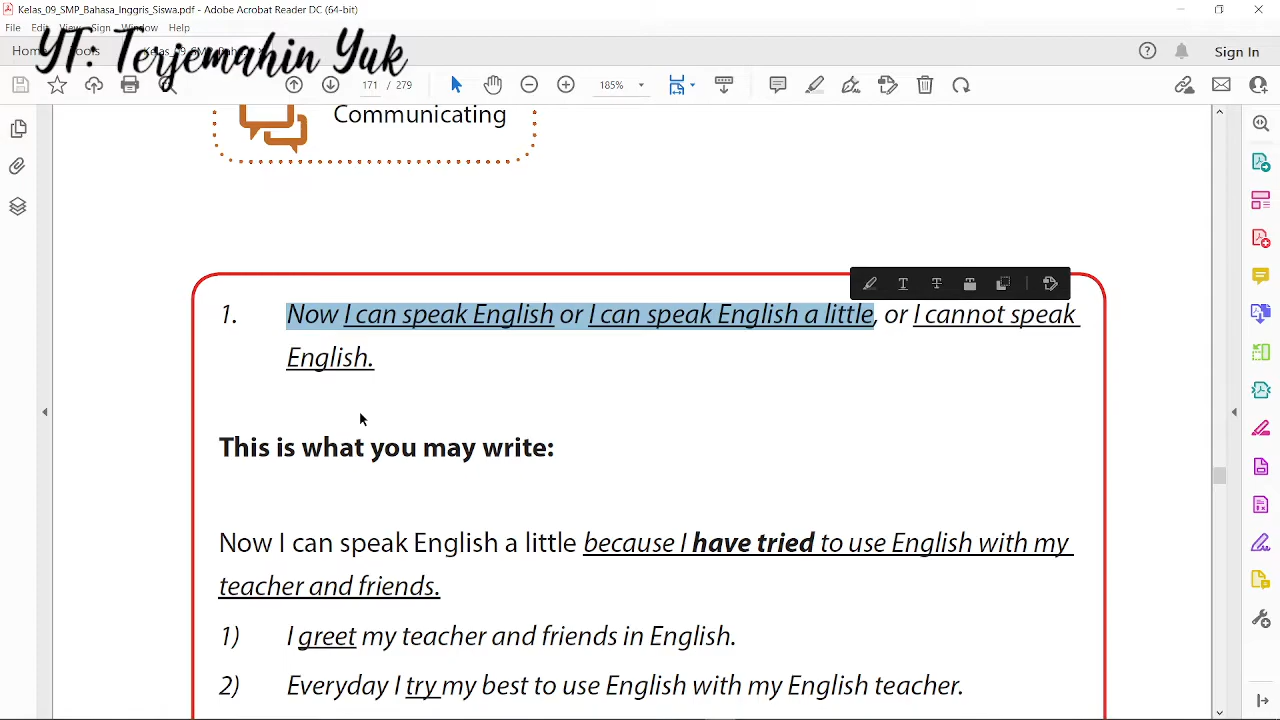 Kelas_09_SMP_Bahasa_Inggris_Siswa.pdf - Adobe Acrobat Reader DC (64-bit)
File Edit View Sign Window Help
YT: Terjemahin Yuk
Home Tools
Sign In
171 / 279
185%
Communicating
1. Now I can speak English or I can speak English a little, or I cannot speak
English.
This is what you may write:
Now I can speak English a little because I have tried to use English with my
teacher and friends.
1) I greet my teacher and friends in English.
2) Everyday I try my best to use English with my English teacher.